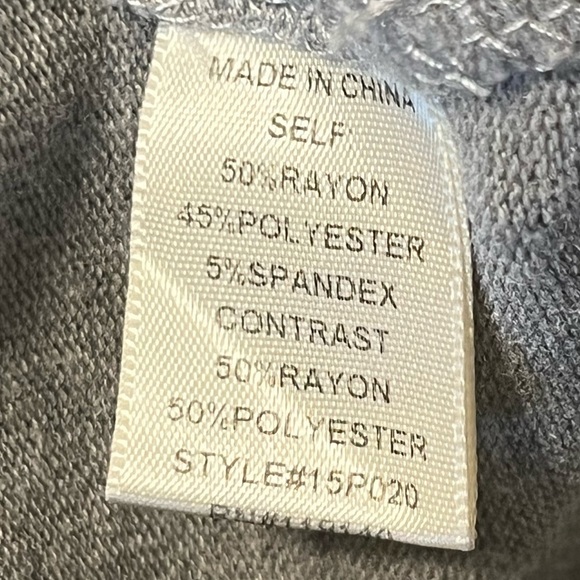 MADE IN CHINA
SELF
50%RAYON
45%POLYESTER
5%SPANDEX
CONTRAST
50%RAYON
50%POLYESTER
STYLE#15P020